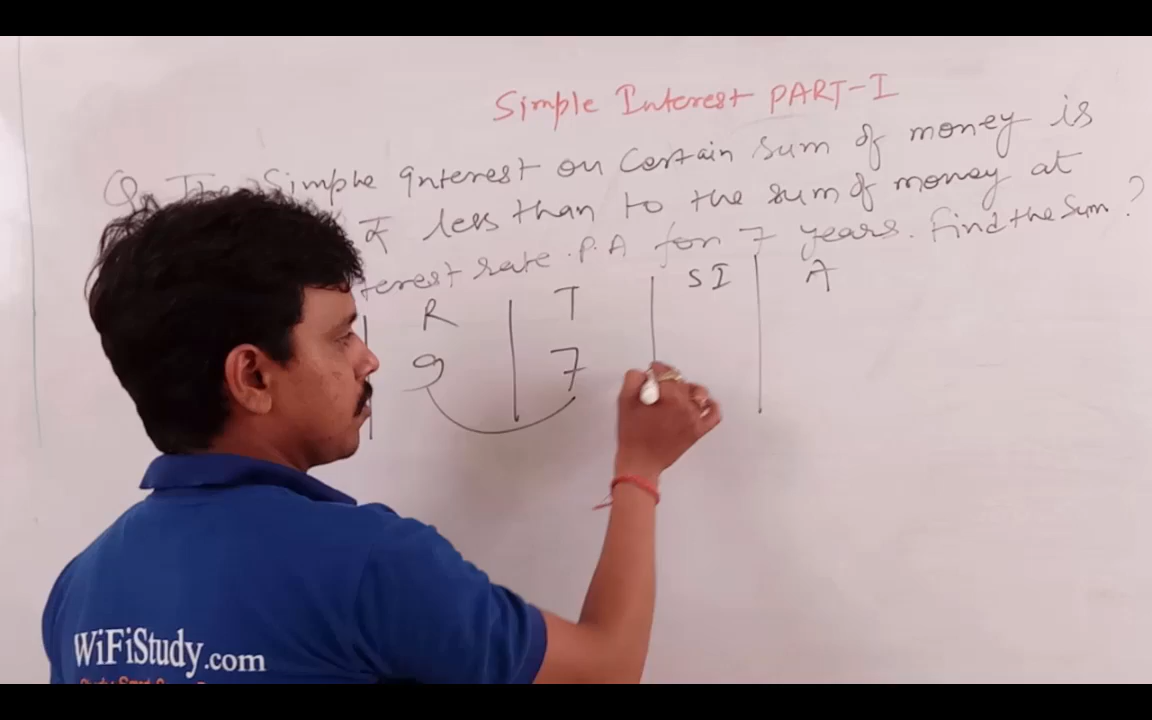 Simple Interest PART-I
Q. The Simple interest on Certain sum of money is
₹ less than to the sum of money at
terest rate. P.A for 7 years. Find the Sum ?
R T SI A
9 7
WiFiStudy.com